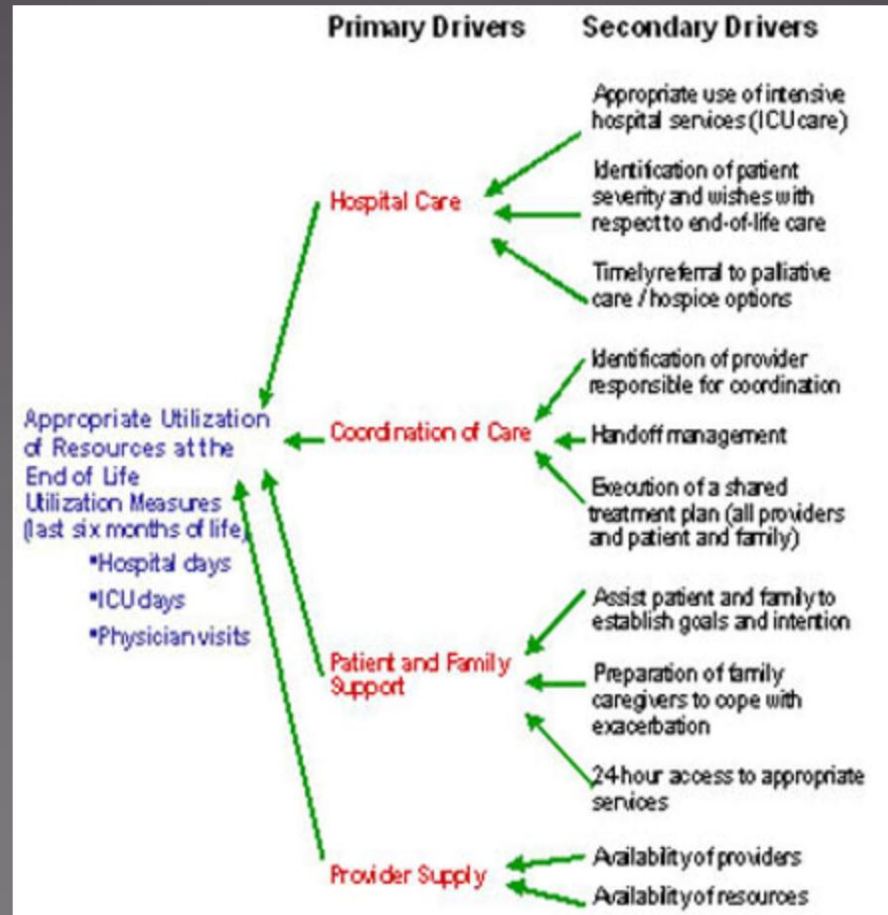 Primary Drivers
Secondary Drivers
Appropriate use of intensive
hospital services (ICU care)
Identification of patient
severity and wishes with
respect to end-of-life care
Timely referral to palliative
care / hospice options
Hospital Care
Identification of provider
responsible for coordination
Handoff management
Execution of a shared
treatment plan (all providers
and patient and family)
Coordination of Care
Appropriate Utilization
of Resources at the
End of Life
Utilization Measures
(last six months of life)
•Hospital days
•ICU days
•Physician visits
Assist patient and family to
establish goals and intention
Preparation of family
caregivers to cope with
exacerbation
24-hour access to appropriate
services
Patient and Family
Support
Availability of providers
Availability of resources
Provider Supply